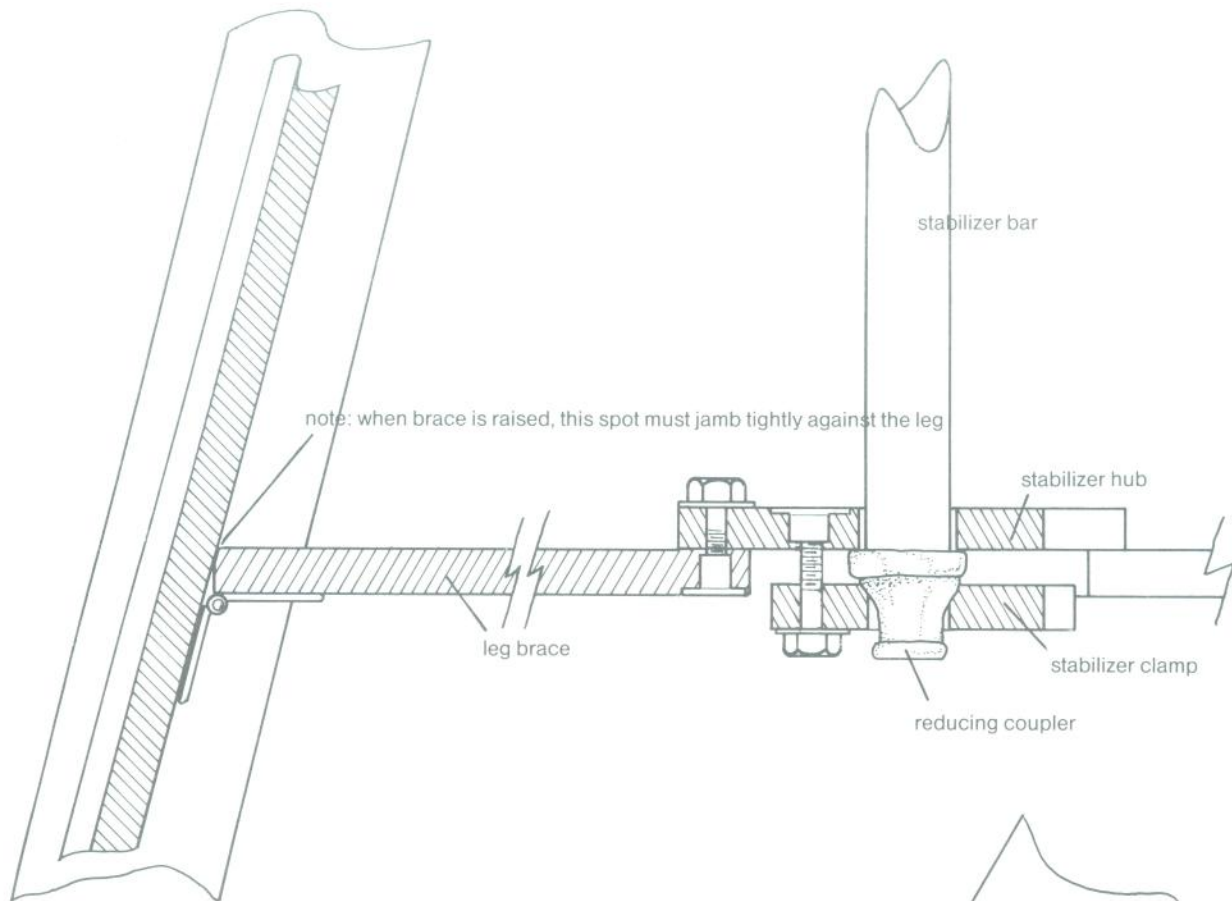 stabilizer bar
note: when brace is raised, this spot must jamb tightly against the leg
stabilizer hub
leg brace
stabilizer clamp
reducing coupler